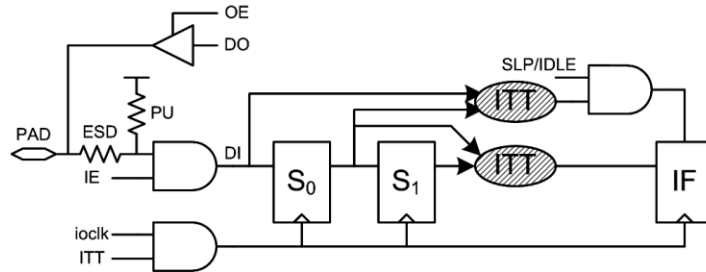 OE
DO
SLP/IDLE
ITT
PU
PAD
ESD
DI
IE
S0
S1
ITT
IF
ioclk
ITT